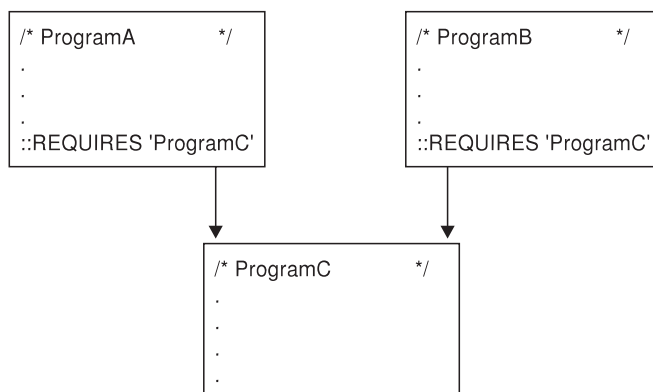 /* ProgramA */
.
.
.
::REQUIRES 'ProgramC'
/* ProgramB */
.
.
.
::REQUIRES 'ProgramC'
/* ProgramC */
.
.
.
.